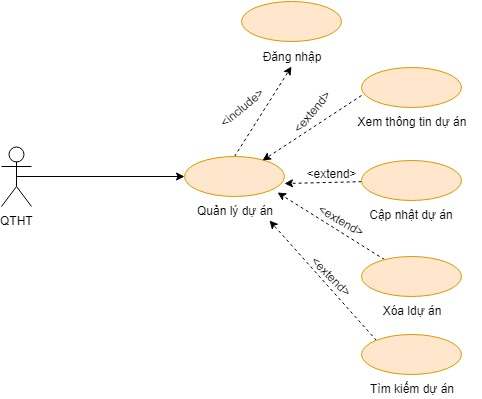 Đăng nhập
<include>
<extend>
Xem thông tin dự án
QTHT
Quản lý dự án
<extend>
Cập nhật dự án
<extend>
Xóa ldự án
<extend>
Tìm kiếm dự án